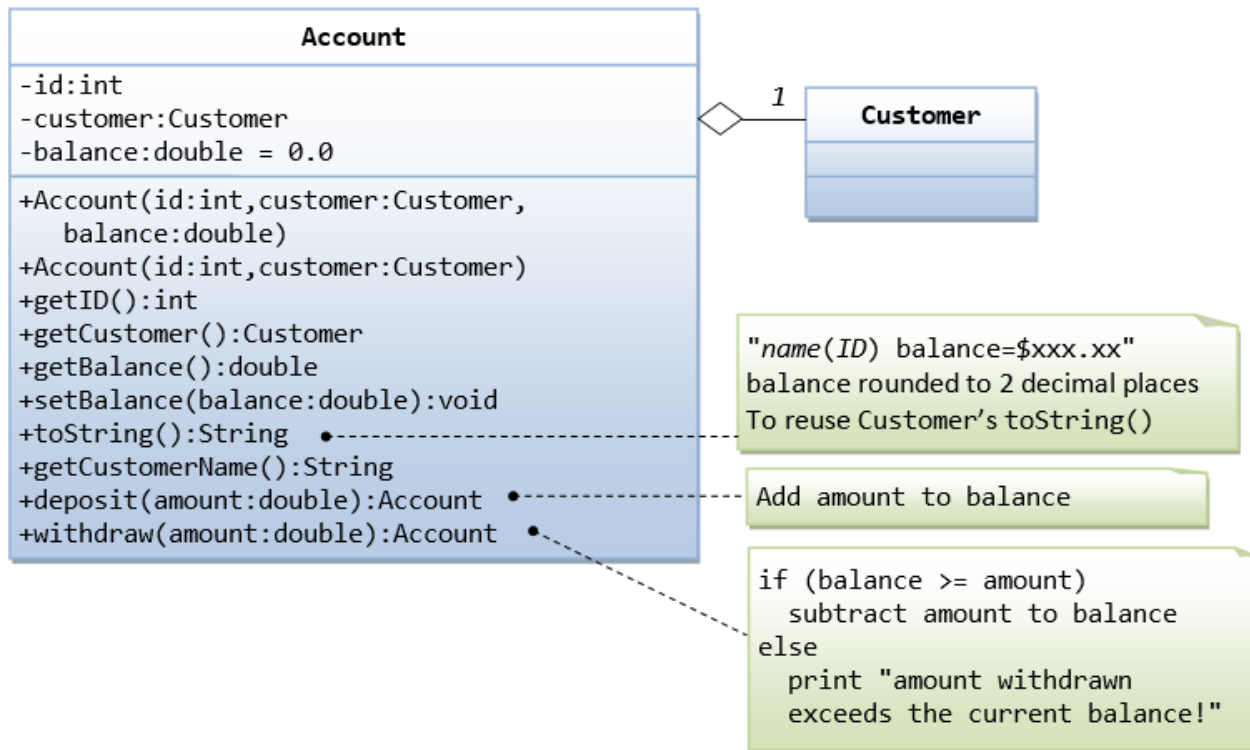 Account
-id:int
-customer:Customer
-balance:double = 0.0
+Account(id:int,customer:Customer,
balance:double)
+Account(id:int,customer:Customer)
+getID():int
+getCustomer():Customer
+getBalance():double
+setBalance(balance:double):void
+toString():String
+getCustomerName():String
+deposit(amount:double):Account
+withdraw(amount:double):Account
1
Customer
"name(ID) balance=$xxx.xx"
balance rounded to 2 decimal places
To reuse Customer’s toString()
Add amount to balance
if (balance >= amount)
subtract amount to balance
else
print "amount withdrawn
exceeds the current balance!"